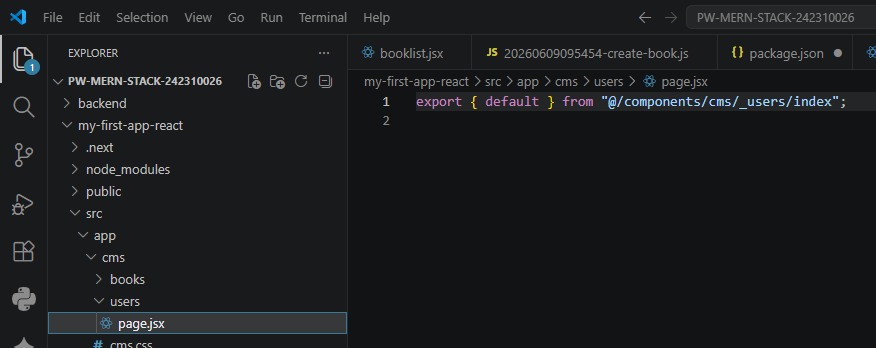 File Edit Selection View Go Run Terminal Help
PW-MERN-STACK-242310026
1
EXPLORER
PW-MERN-STACK-242310026
backend
my-first-app-react
.next
node_modules
public
src
app
cms
books
users
page.jsx
# cms.css
booklist.jsx
JS 20260609095454-create-book.js
{} package.json
my-first-app-react > src > app > cms > users > page.jsx
1 export { default } from "@/components/cms/_users/index";
2